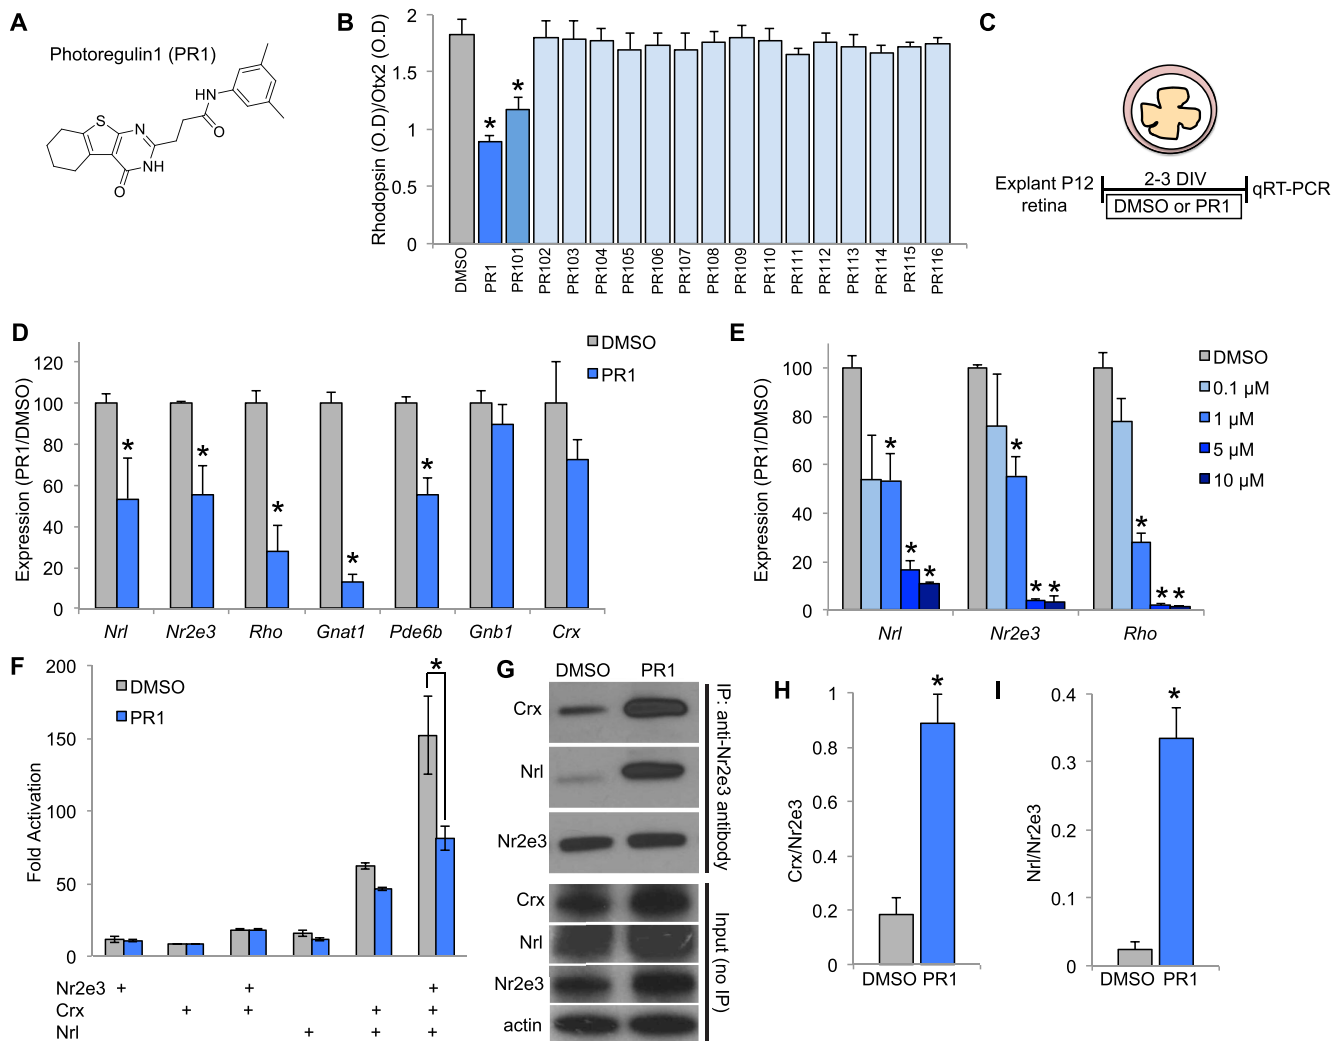 A
Photoregulin1 (PR1)
S
N
NH
O
HN
O
B
Rhodopsin (O.D)/Otx2 (O.D)
2
1.5
1
0.5
0
*
*
DMSO
PR1
PR101
PR102
PR103
PR104
PR105
PR106
PR107
PR108
PR109
PR110
PR111
PR112
PR113
PR114
PR115
PR116
C
Explant P12
retina
2-3 DIV
DMSO or PR1
qRT-PCR
D
Expression (PR1/DMSO)
120
100
80
60
40
20
0
DMSO
PR1
*
*
*
*
*
Nrl
Nr2e3
Rho
Gnat1
Pde6b
Gnb1
Crx
E
Expression (PR1/DMSO)
100
80
60
40
20
0
DMSO
0.1 µM
1 µM
5 µM
10 µM
* * *
* * *
* * *
Nrl
Nr2e3
Rho
F
Fold Activation
200
150
100
50
0
DMSO
PR1
*
Nr2e3 + + +
Crx + + + +
Nrl + + +
G
DMSO PR1
Crx
Nrl
Nr2e3
IP: anti-Nr2e3 antibody
Crx
Nrl
Nr2e3
actin
Input (no IP)
H
Crx/Nr2e3
1
0.8
0.6
0.4
0.2
0
*
DMSO PR1
I
Nrl/Nr2e3
0.4
0.3
0.2
0.1
0
*
DMSO PR1